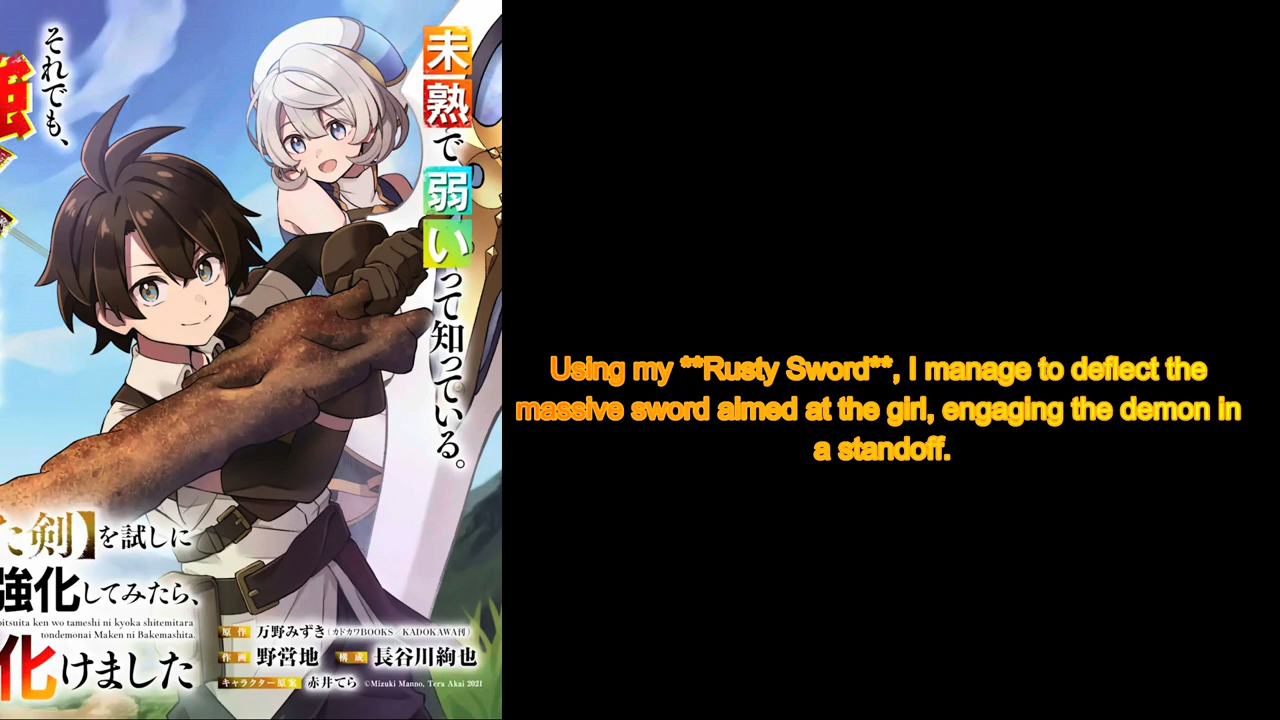 未熟で弱いって知っている。
それでも、
強
た剣】を試しに
強化してみたら、
bitsuita ken wo tameshi ni kyoka shitemitara
tondemonai Maken ni Bakemashita.
化けました
原作 万野みずき(カドカワBOOKS/KADOKAWA刊)
作画 野営地 構成 長谷川絢也
キャラクター原案 赤井てら ©Mizuki Manno, Tera Akai 2021
Using my **Rusty Sword**, I manage to deflect the
massive sword aimed at the girl, engaging the demon in
a standoff.